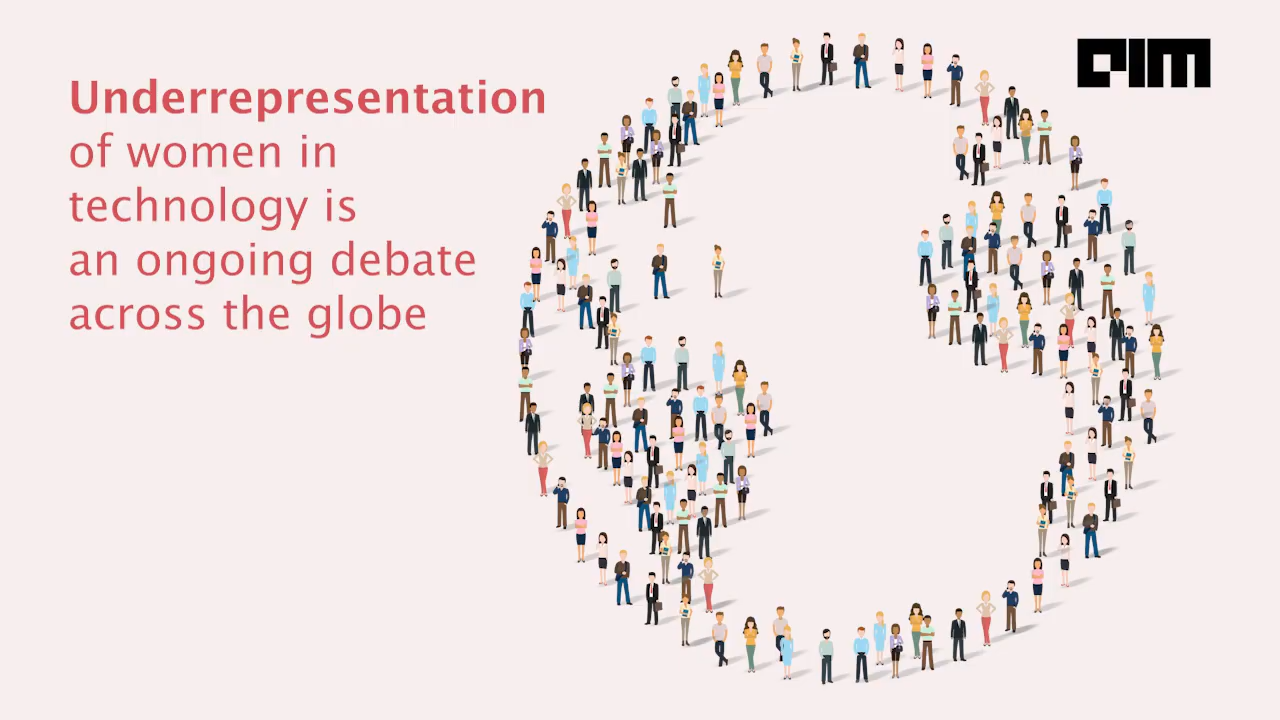 Underrepresentation
of women in
technology is
an ongoing debate
across the globe
AIM